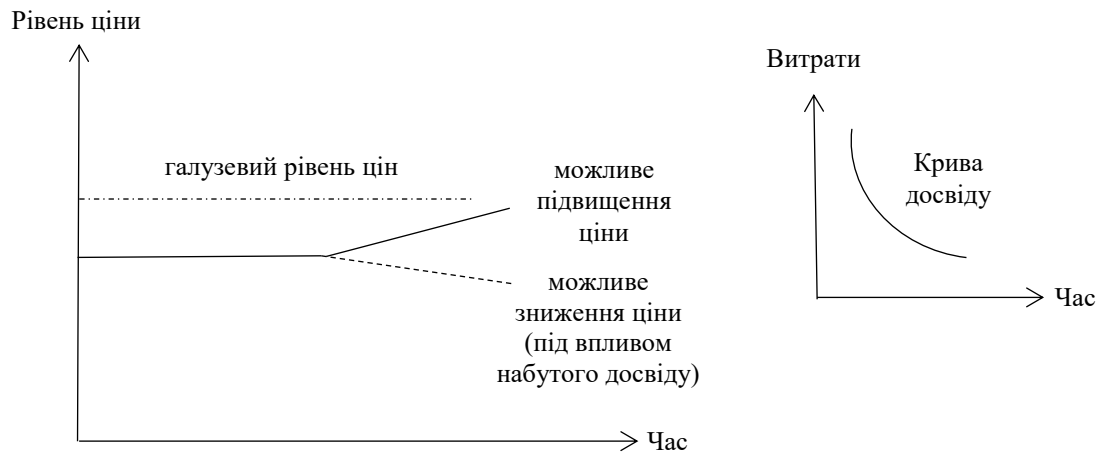 Рівень ціни
галузевий рівень цін
можливе
підвищення
ціни
можливе
зниження ціни
(під впливом
набутого досвіду)
Час
Витрати
Крива
досвіду
Час